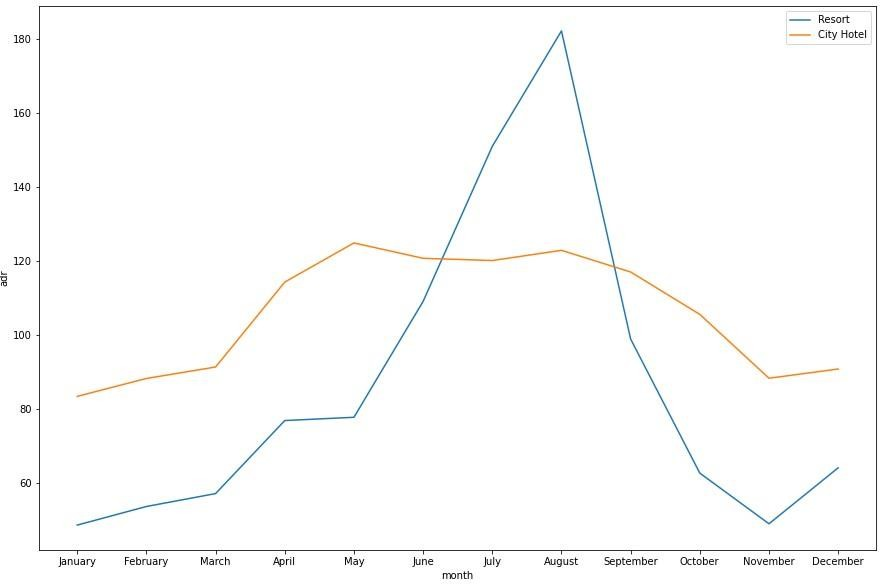 Resort
City Hotel
180
160
140
120
100
80
60
adr
January February March April May June July August September October November December
month